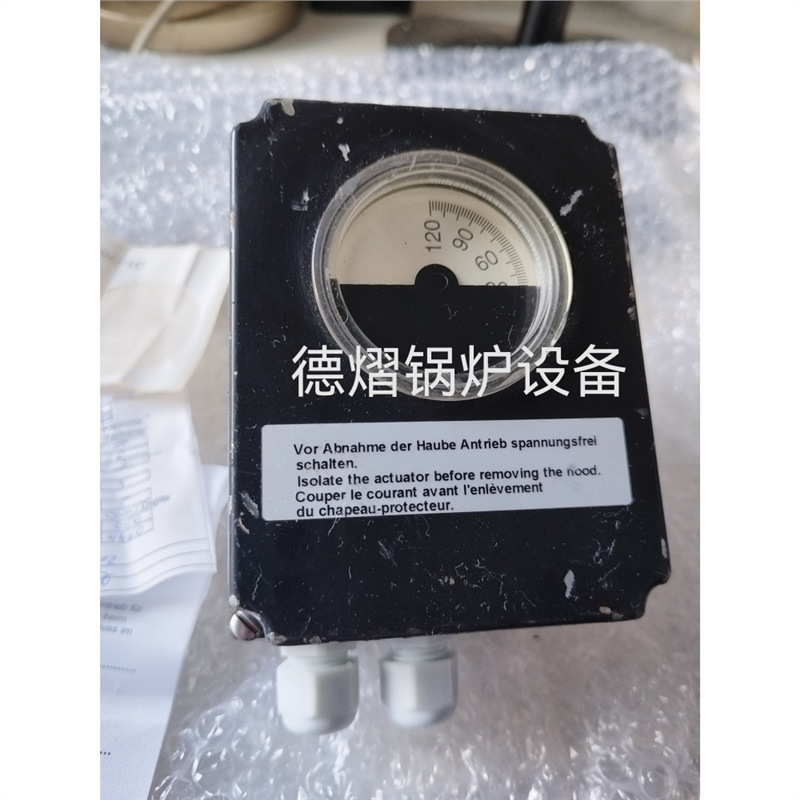 120
90
60
德熠锅炉设备
Vor Abnahme der Haube Antrieb spannungsfrei
schalten.
Isolate the actuator before removing the hood.
Couper le courant avant l'enlèvement
du chapeau-protecteur.